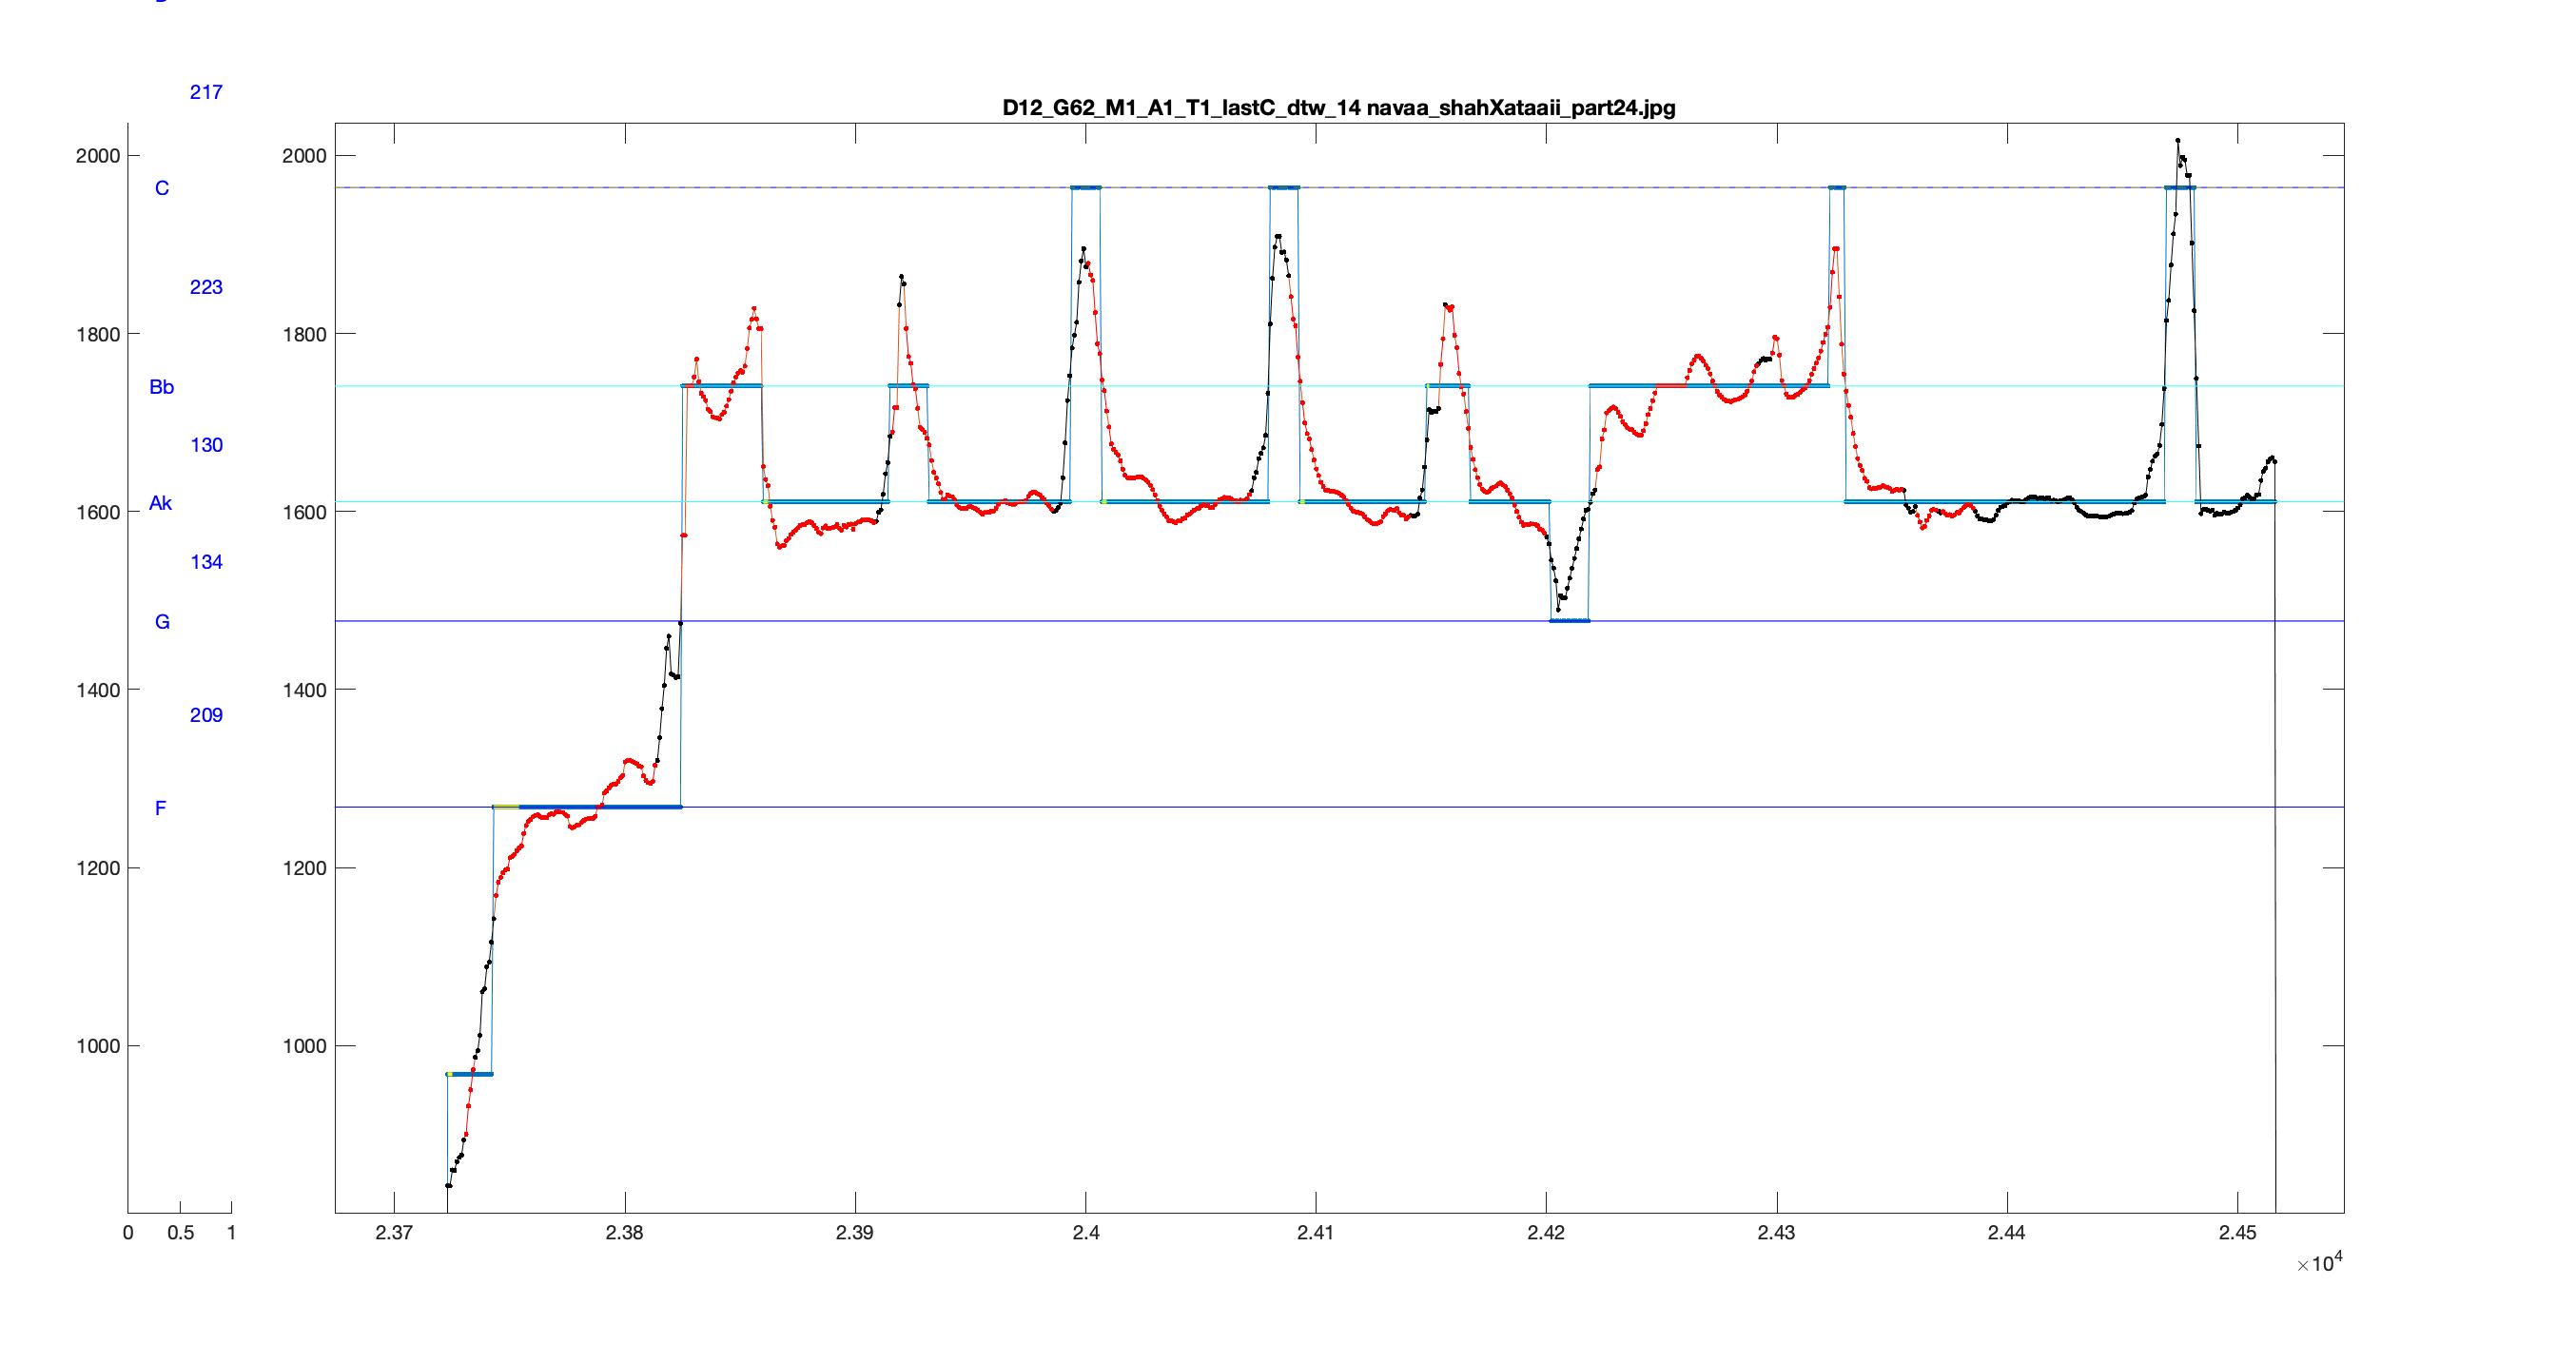 217
D12_G62_M1_A1_T1_lastC_dtw_14 navaa_shahXataaii_part24.jpg
2000 2000
C
223
1800 1800
Bb
130
Ak
1600 1600
134
G
1400 1400
209
F
1200 1200
1000 1000
0 0.5 1 2.37 2.38 2.39 2.4 2.41 2.42 2.43 2.44 2.45
×10⁴